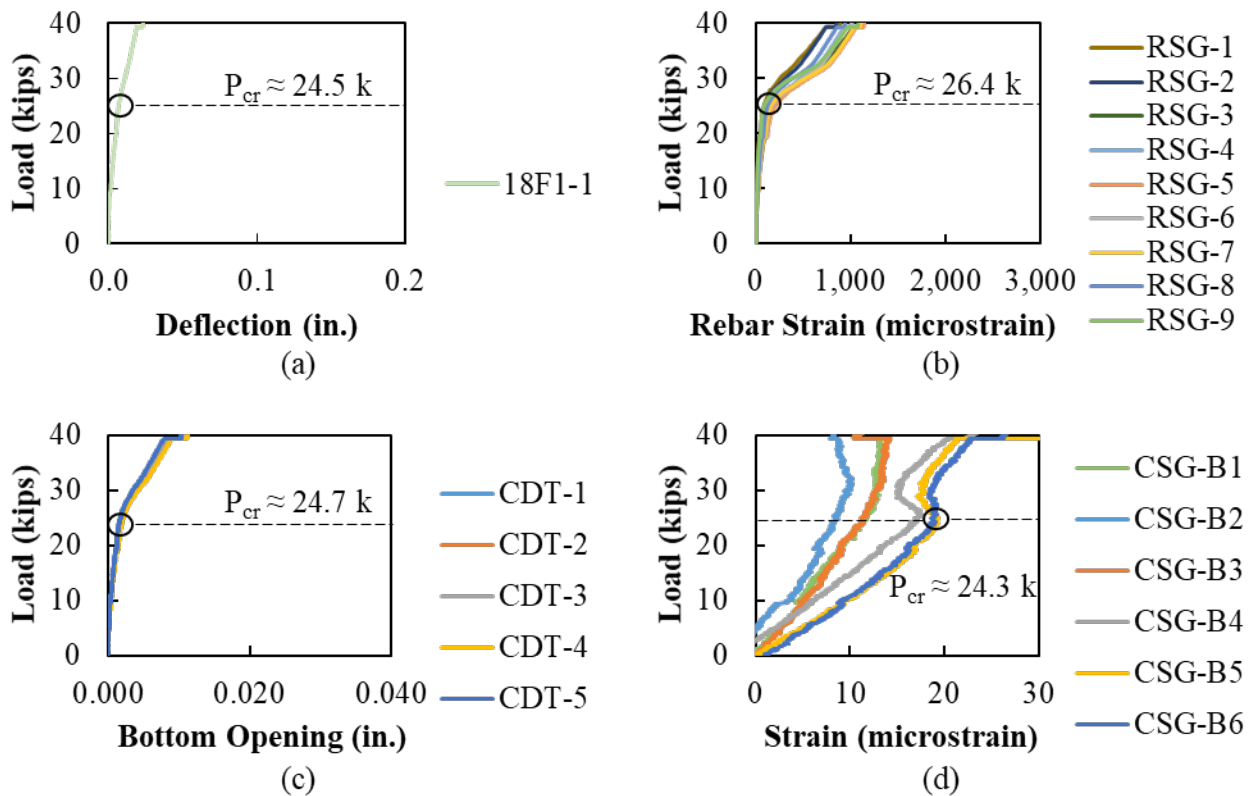 40
30
20
10
0
Load (kips)
P_cr ≈ 24.5 k
0.0 0.1 0.2
Deflection (in.)
(a)
18F1-1
40
30
20
10
0
Load (kips)
P_cr ≈ 26.4 k
0 1,000 2,000 3,000
Rebar Strain (microstrain)
(b)
RSG-1
RSG-2
RSG-3
RSG-4
RSG-5
RSG-6
RSG-7
RSG-8
RSG-9
40
30
20
10
0
Load (kips)
P_cr ≈ 24.7 k
0.000 0.020 0.040
Bottom Opening (in.)
(c)
CDT-1
CDT-2
CDT-3
CDT-4
CDT-5
40
30
20
10
0
Load (kips)
P_cr ≈ 24.3 k
0 10 20 30
Strain (microstrain)
(d)
CSG-B1
CSG-B2
CSG-B3
CSG-B4
CSG-B5
CSG-B6